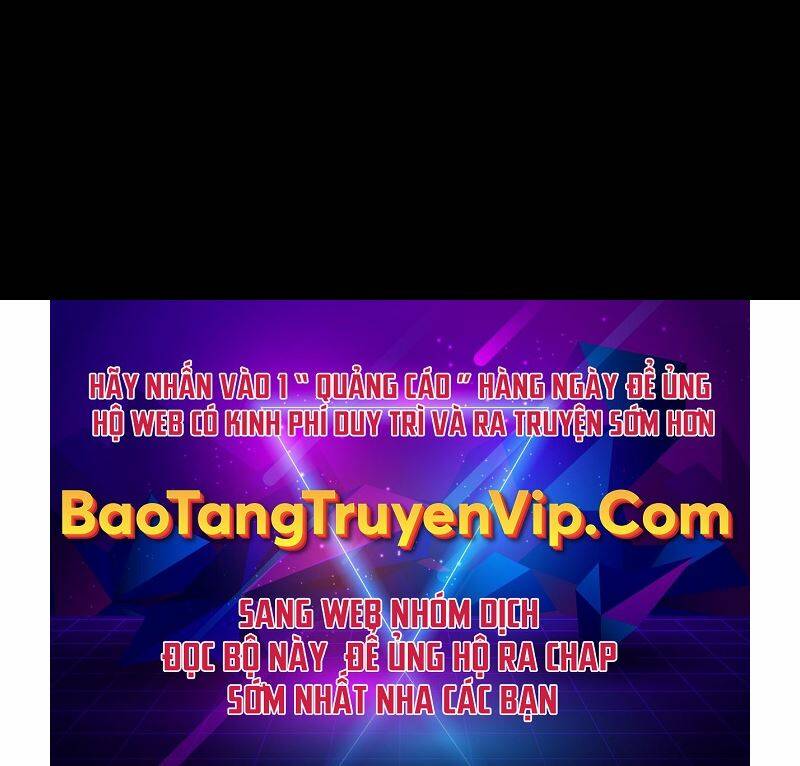 HÃY NHẤN VÀO 1 “ QUẢNG CÁO ” HÀNG NGÀY ĐỂ ỦNG
HỘ WEB CÓ KINH PHÍ DUY TRÌ VÀ RA TRUYỆN SỚM HƠN
BaoTangTruyenVip.Com
SANG WEB NHÓM DỊCH
ĐỌC BỘ NÀY ĐỂ ỦNG HỘ RA CHAP
SỚM NHẤT NHA CÁC BẠN